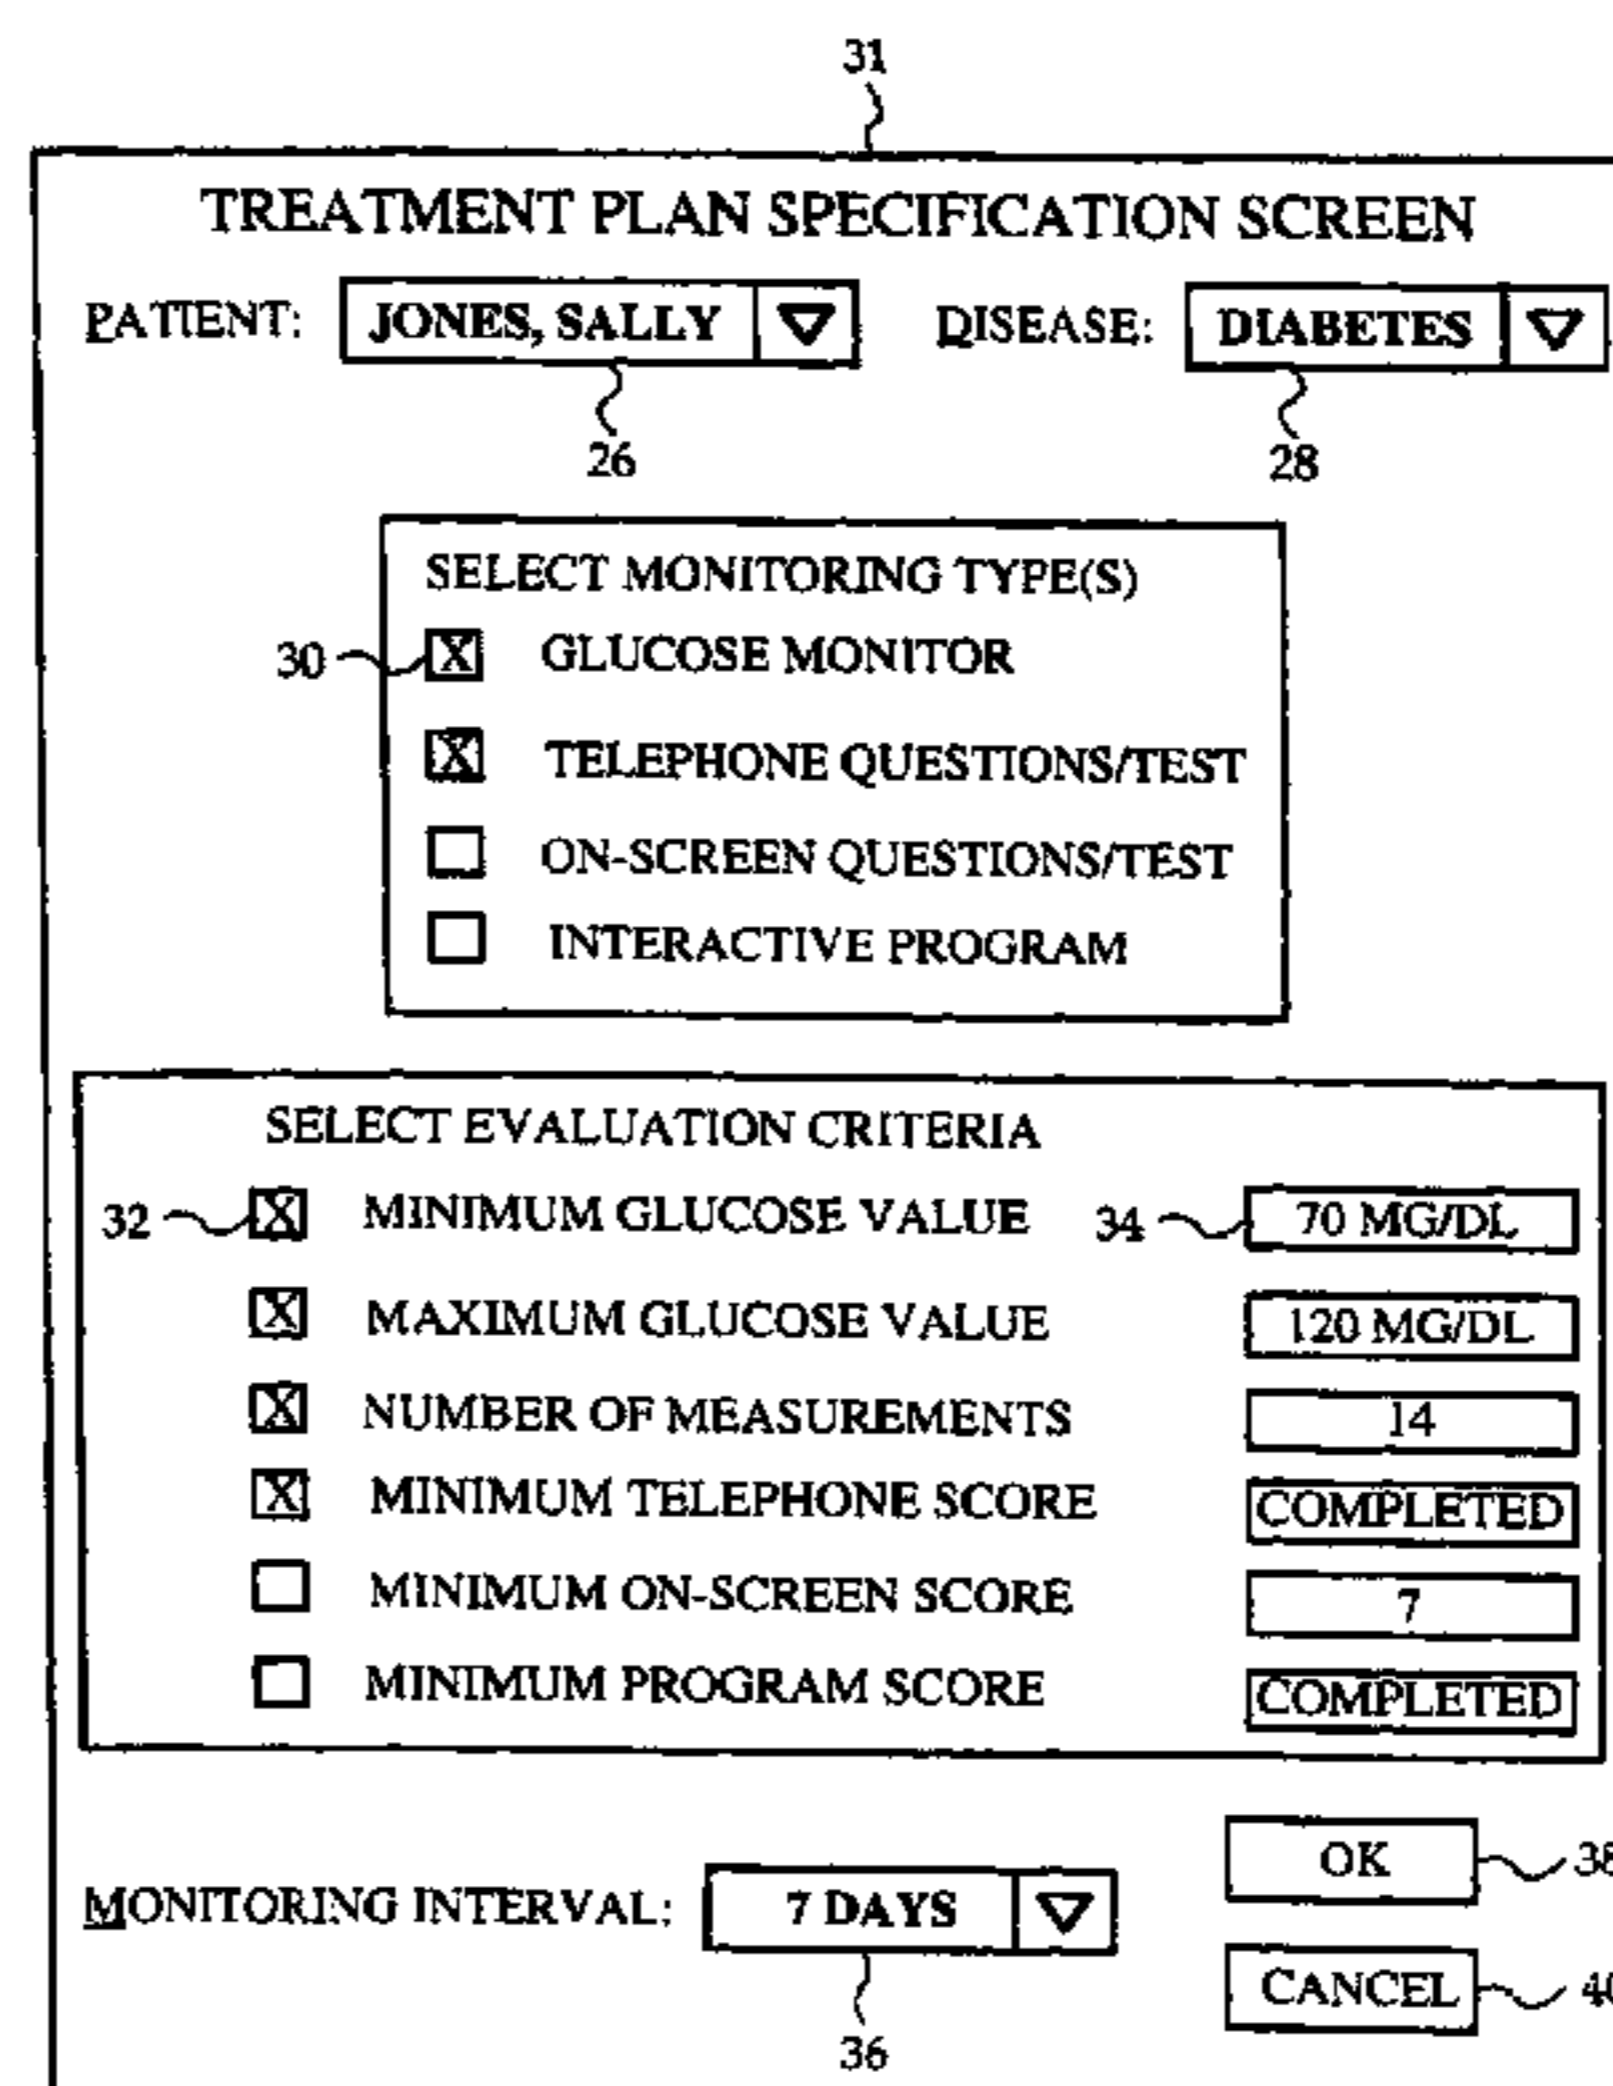 31
TREATMENT PLAN SPECIFICATION SCREEN
PATIENT: JONES, SALLY DISEASE: DIABETES
26 28
SELECT MONITORING TYPE(S)
30 X GLUCOSE MONITOR
X TELEPHONE QUESTIONS/TEST
ON-SCREEN QUESTIONS/TEST
INTERACTIVE PROGRAM
SELECT EVALUATION CRITERIA
32 X MINIMUM GLUCOSE VALUE 34 70 MG/DL
X MAXIMUM GLUCOSE VALUE 120 MG/DL
X NUMBER OF MEASUREMENTS 14
X MINIMUM TELEPHONE SCORE COMPLETED
MINIMUM ON-SCREEN SCORE 7
MINIMUM PROGRAM SCORE COMPLETED
OK 38
MONITORING INTERVAL: 7 DAYS
CANCEL 40
36